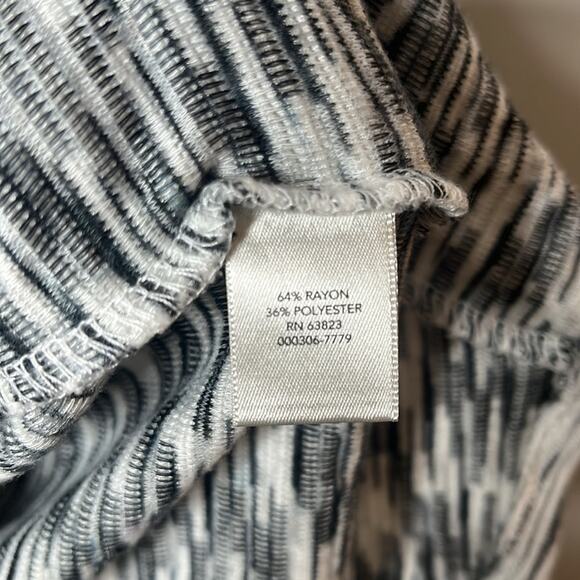 64% RAYON
36% POLYESTER
RN 63823
000306-7779